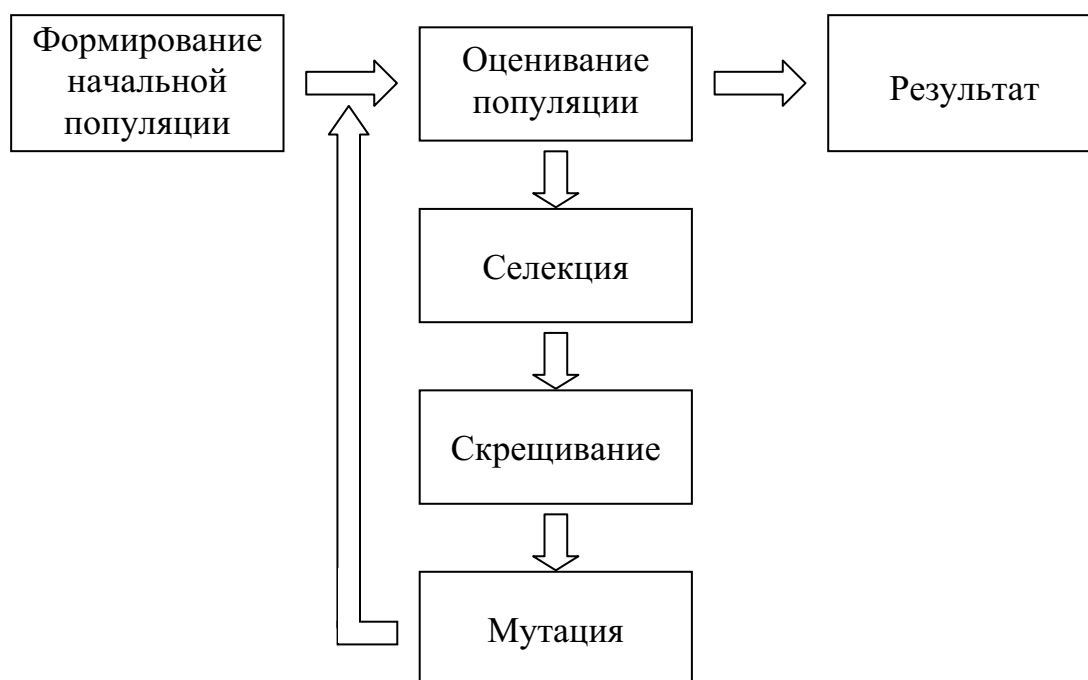 Формирование
начальной
популяции
Оценивание
популяции
Результат
Селекция
Скрещивание
Мутация